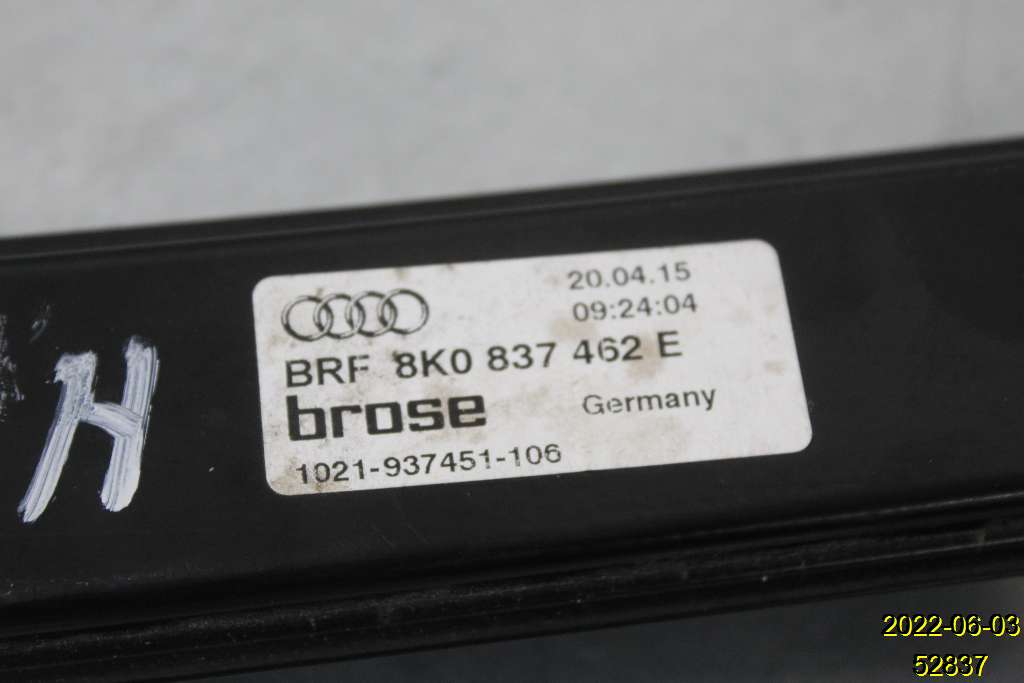 20.04.15
09:24:04
BRF 8K0 837 462 E
brose Germany
1021-937451-106
H
2022-06-03
52837